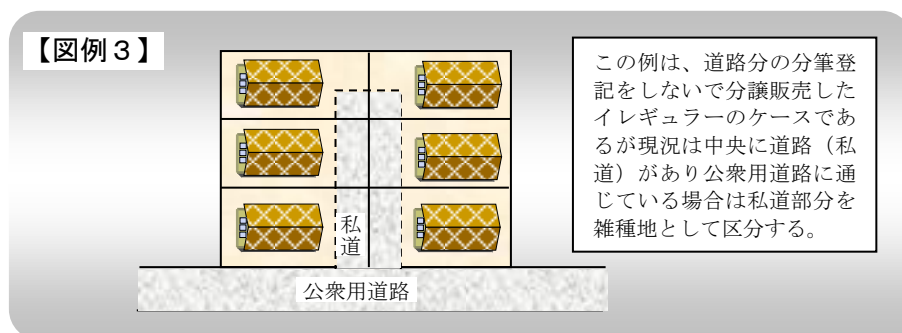 【図例３】
この例は、道路分の分筆登
記をしないで分譲販売した
イレギュラーのケースであ
るが現況は中央に道路（私
道）があり公衆用道路に通
じている場合は私道部分を
雑種地として区分する。
私道
公衆用道路